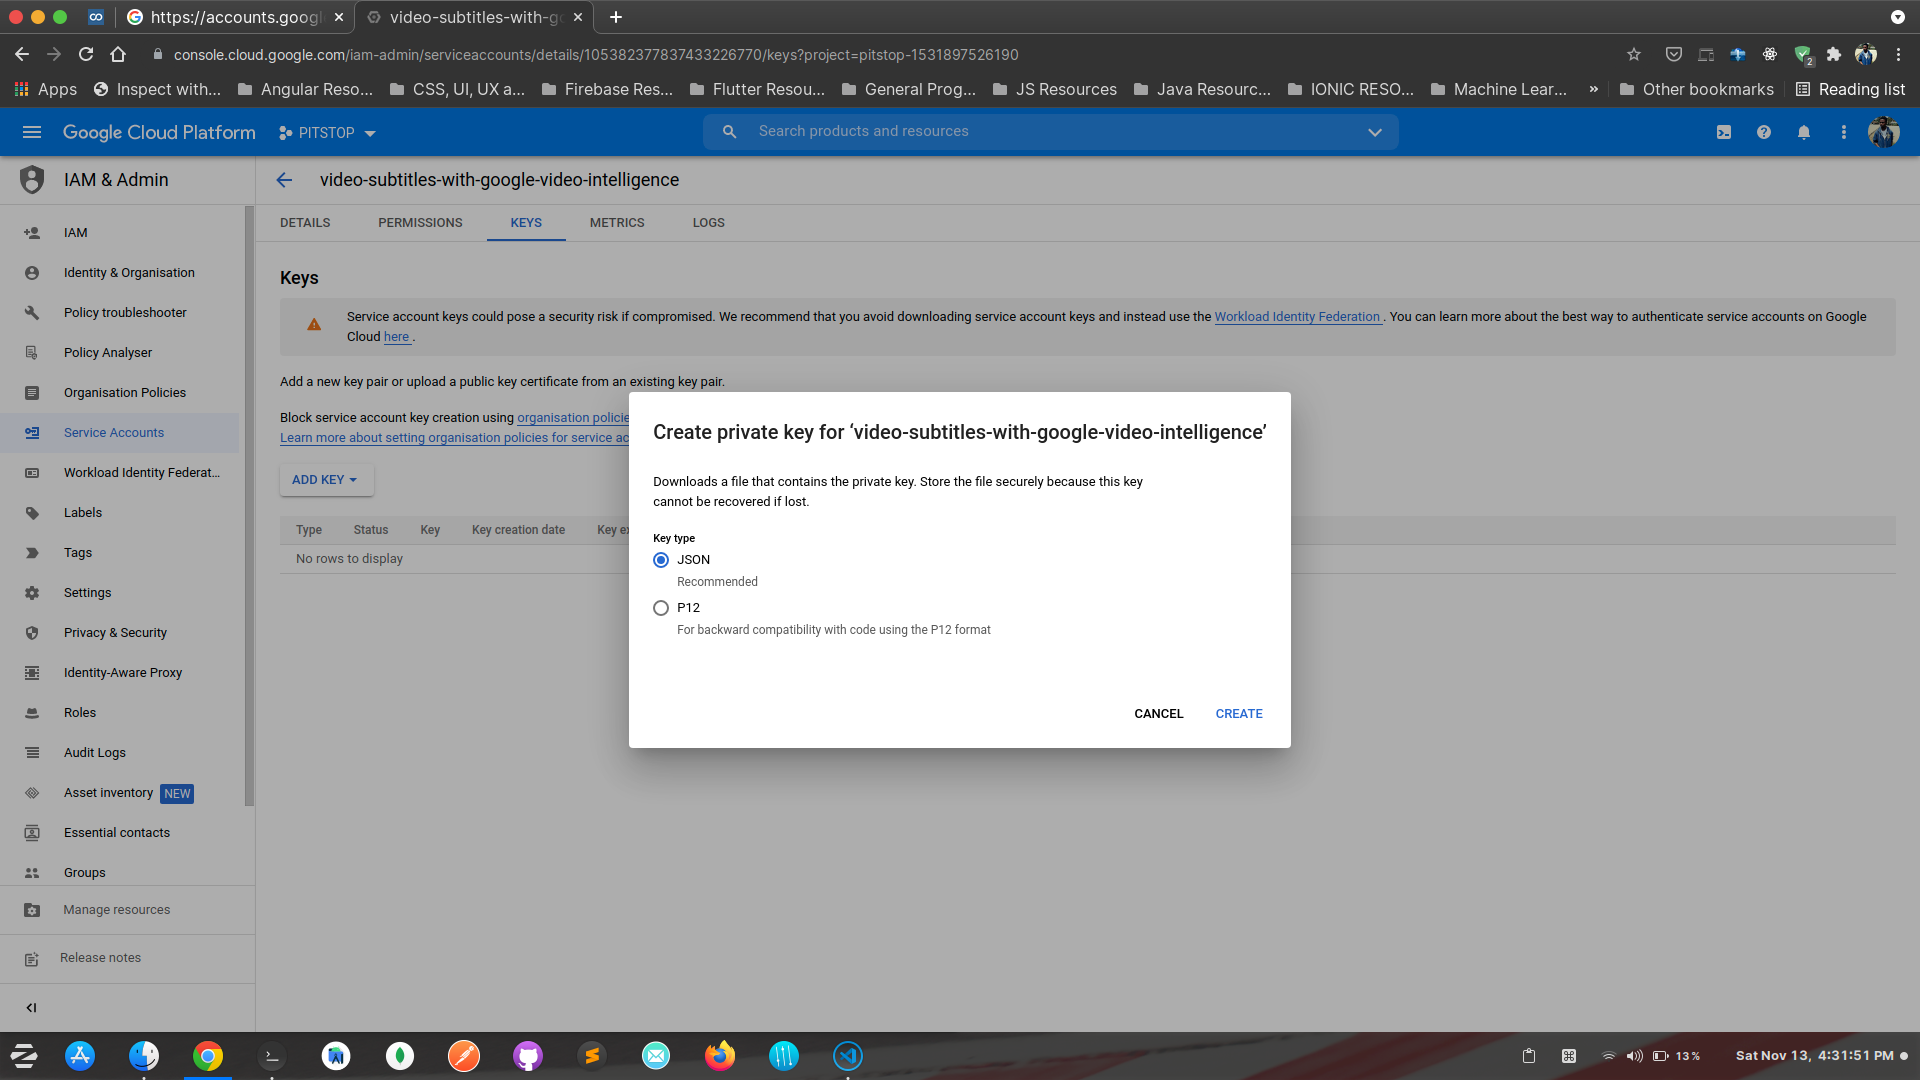 https://accounts.googl
video-subtitles-with-g
console.cloud.google.com/iam-admin/serviceaccounts/details/105382377837433226770/keys?project=pitstop-1531897526190
2
Apps
Inspect with...
Angular Reso...
CSS, UI, UX a...
Firebase Res...
Flutter Resou...
General Prog...
JS Resources
Java Resourc...
IONIC RESO...
Machine Lear...
»
Other bookmarks
Reading list
Google Cloud Platform
PITSTOP
Search products and resources
IAM & Admin
video-subtitles-with-google-video-intelligence
DETAILS
PERMISSIONS
KEYS
METRICS
LOGS
IAM
Identity & Organisation
Policy troubleshooter
Policy Analyser
Organisation Policies
Service Accounts
Workload Identity Federat...
Labels
Tags
Settings
Privacy & Security
Identity-Aware Proxy
Roles
Audit Logs
Asset inventory NEW
Essential contacts
Groups
Manage resources
Release notes
Keys
Service account keys could pose a security risk if compromised. We recommend that you avoid downloading service account keys and instead use the Workload Identity Federation . You can learn more about the best way to authenticate service accounts on Google
Cloud here .
Add a new key pair or upload a public key certificate from an existing key pair.
Block service account key creation using organisation policie
Learn more about setting organisation policies for service ac
ADD KEY
Type
Status
Key
Key creation date
Key ex
No rows to display
Create private key for ‘video-subtitles-with-google-video-intelligence’
Downloads a file that contains the private key. Store the file securely because this key
cannot be recovered if lost.
Key type
JSON
Recommended
P12
For backward compatibility with code using the P12 format
CANCEL
CREATE
13 %
Sat Nov 13, 4:31:51 PM